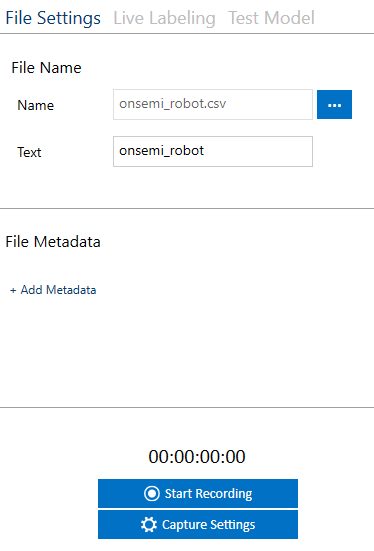 File Settings Live Labeling Test Model
File Name
Name onsemi_robot.csv ...
Text onsemi_robot
File Metadata
+ Add Metadata
00:00:00:00
Start Recording
Capture Settings